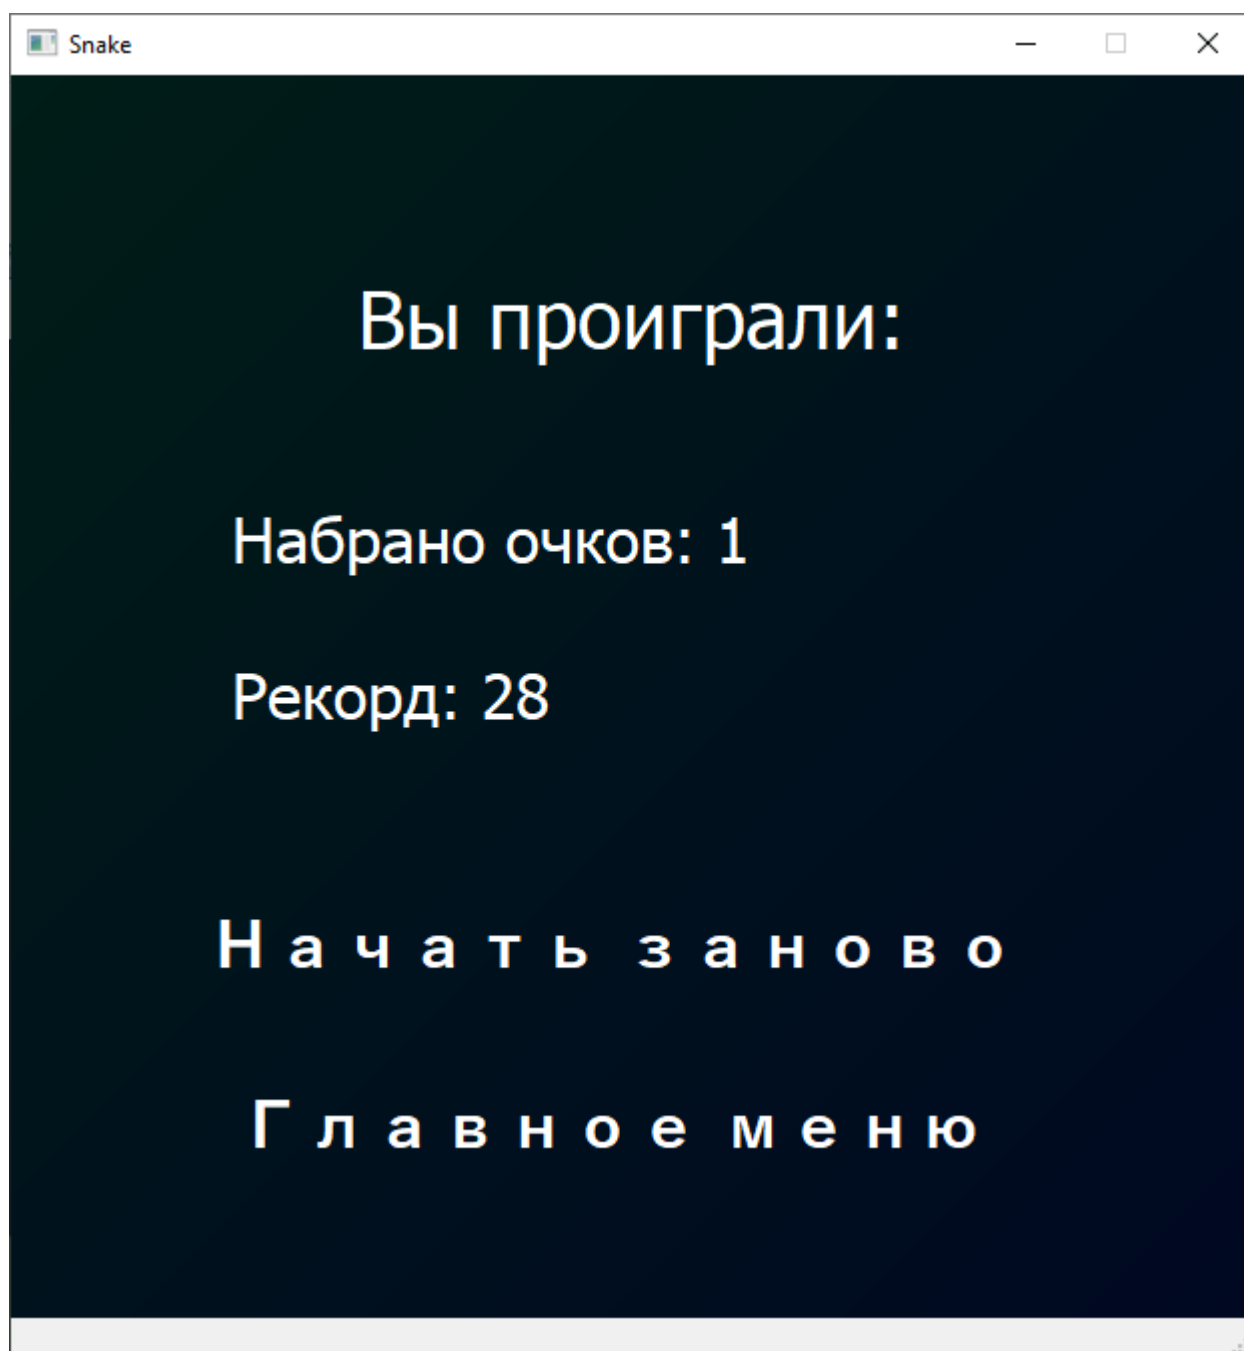 Snake
Вы проиграли:
Набрано очков: 1
Рекорд: 28
Начать заново
Главное меню